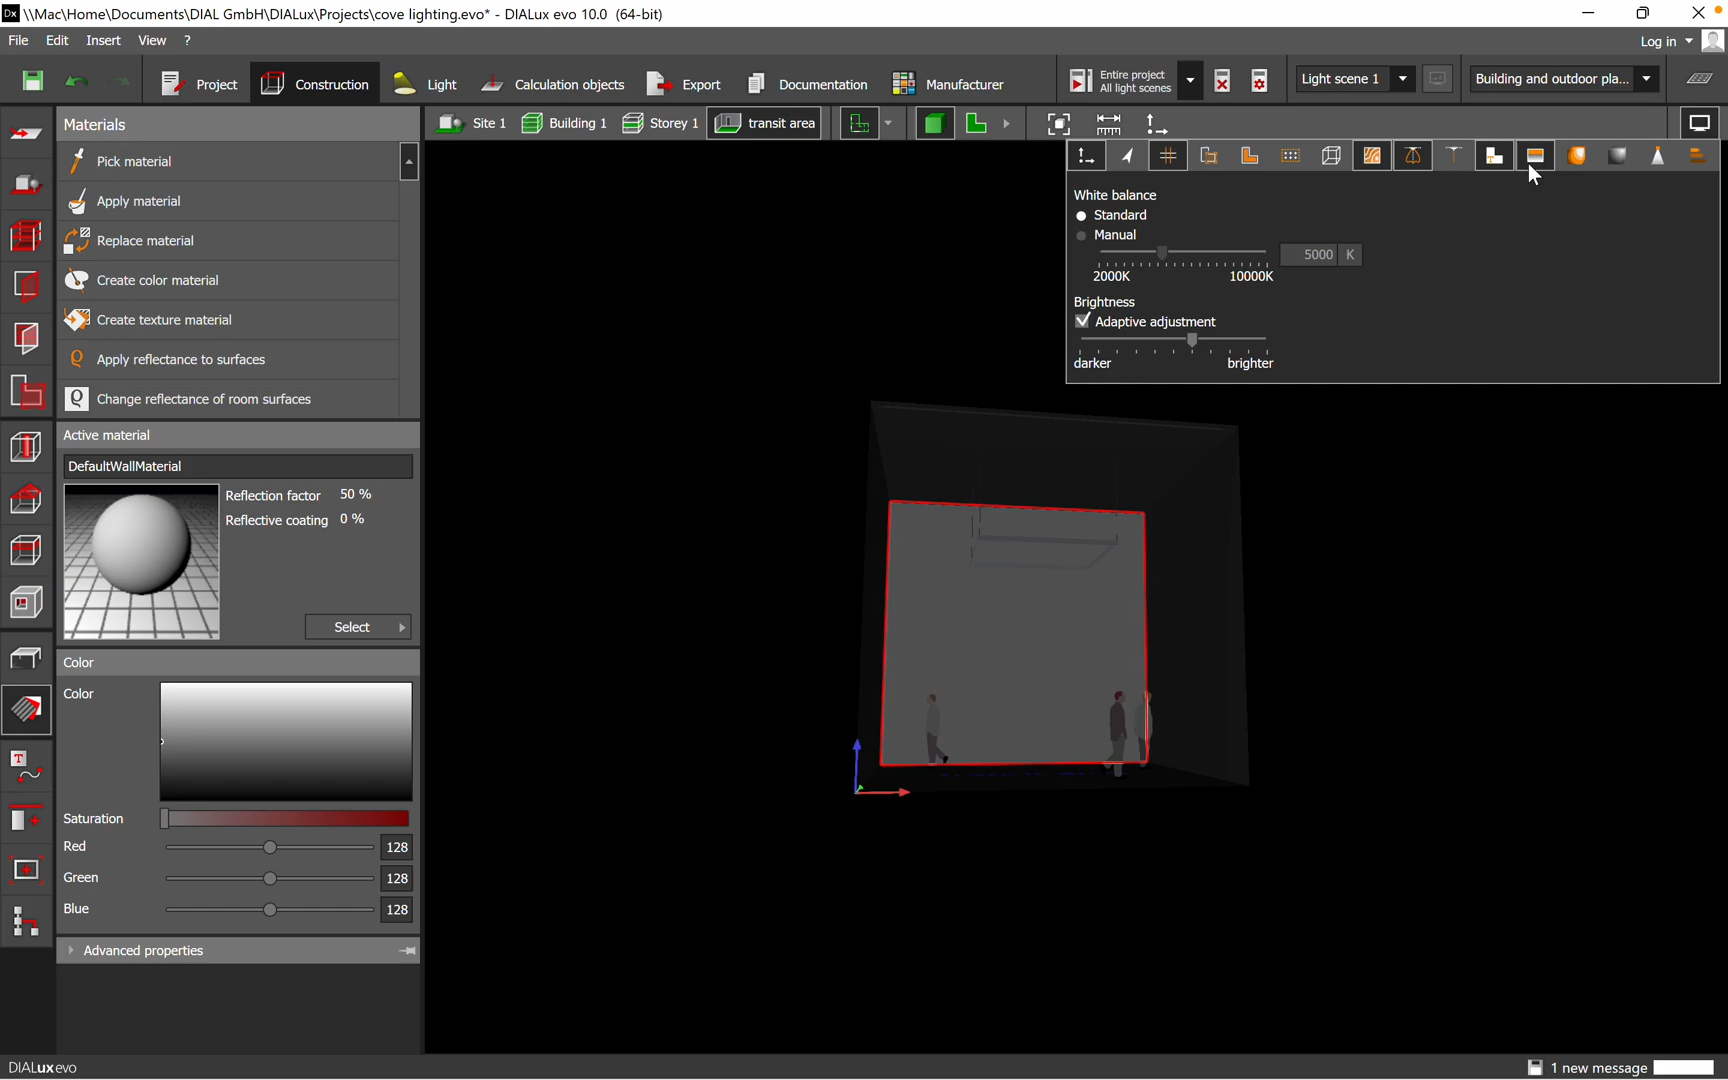 \\Mac\Home\Documents\DIAL GmbH\DIALux\Projects\cove lighting.evo* - DIALux evo 10.0 (64-bit)
File Edit Insert View ?
Log in
Project Construction Light Calculation objects Export Documentation Manufacturer
Entire project
All light scenes
Light scene 1
Building and outdoor pla...
Materials
Site 1 Building 1 Storey 1 transit area
Pick material
Apply material
Replace material
Create color material
Create texture material
Apply reflectance to surfaces
Change reflectance of room surfaces
White balance
Standard
Manual
5000 K
2000K 10000K
Brightness
Adaptive adjustment
darker brighter
Active material
DefaultWallMaterial
Reflection factor 50 %
Reflective coating 0 %
Select
Color
Color
Saturation
Red 128
Green 128
Blue 128
Advanced properties
DIALux evo
1 new message